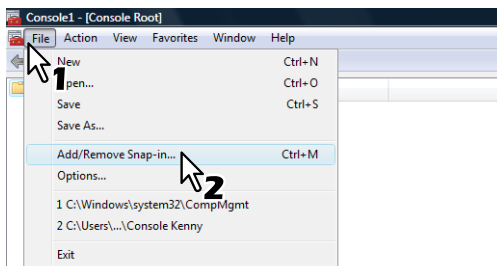 Console1 - [Console Root]
File Action View Favorites Window Help
1
New Ctrl+N
Open... Ctrl+O
Save Ctrl+S
Save As...
Add/Remove Snap-in... Ctrl+M
Options...
2
1 C:\Windows\system32\CompMgmt
2 C:\Users\...\Console Kenny
Exit